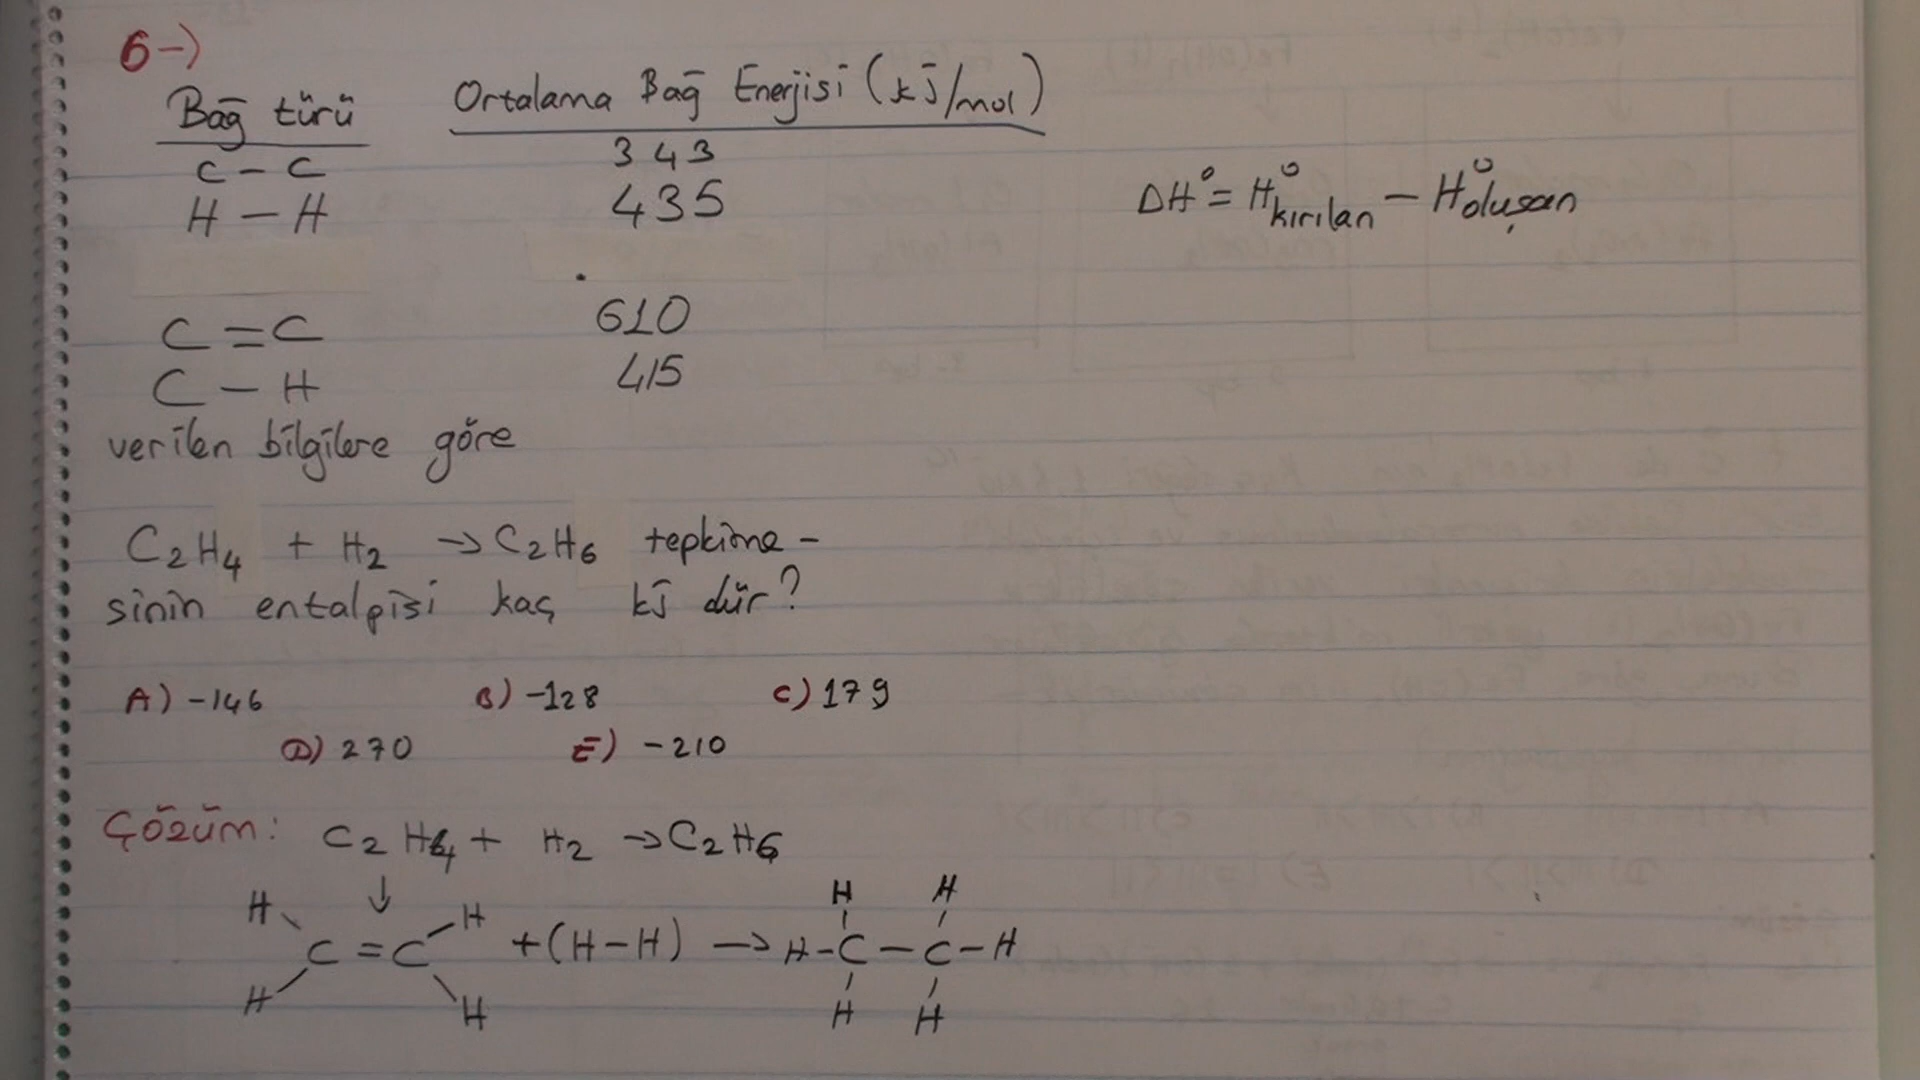 6-)
Bağ türü Ortalama Bağ Enerjisi (kJ/mol)
C - C 343
H - H 435
ΔH° = H°kırılan - H°oluşan
C = C 610
C - H 415
verilen bilgilere göre
C2H4 + H2 → C2H6 tepkime-
sinin entalpisi kaç kJ dür?
A) -146 B) -128 C) 179
D) 270 E) -210
Çözüm: C2H4 + H2 → C2H6
↓
H H H H
C = C + (H-H) → H-C-C-H
H H H H